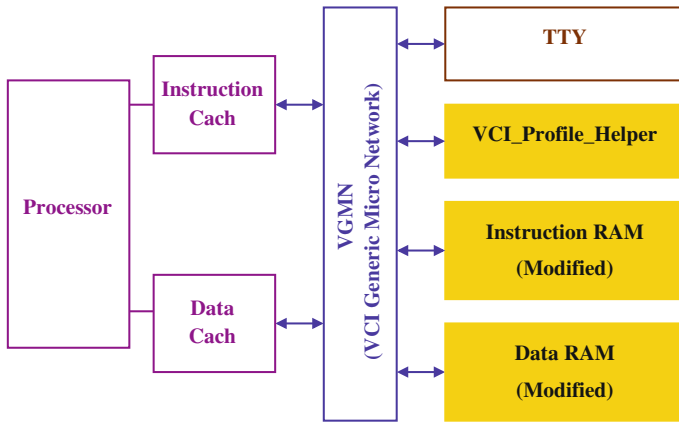 Processor
Instruction
Cach
Data
Cach
VGMN
(VCI Generic Micro Network)
TTY
VCI_Profile_Helper
Instruction RAM
(Modified)
Data RAM
(Modified)